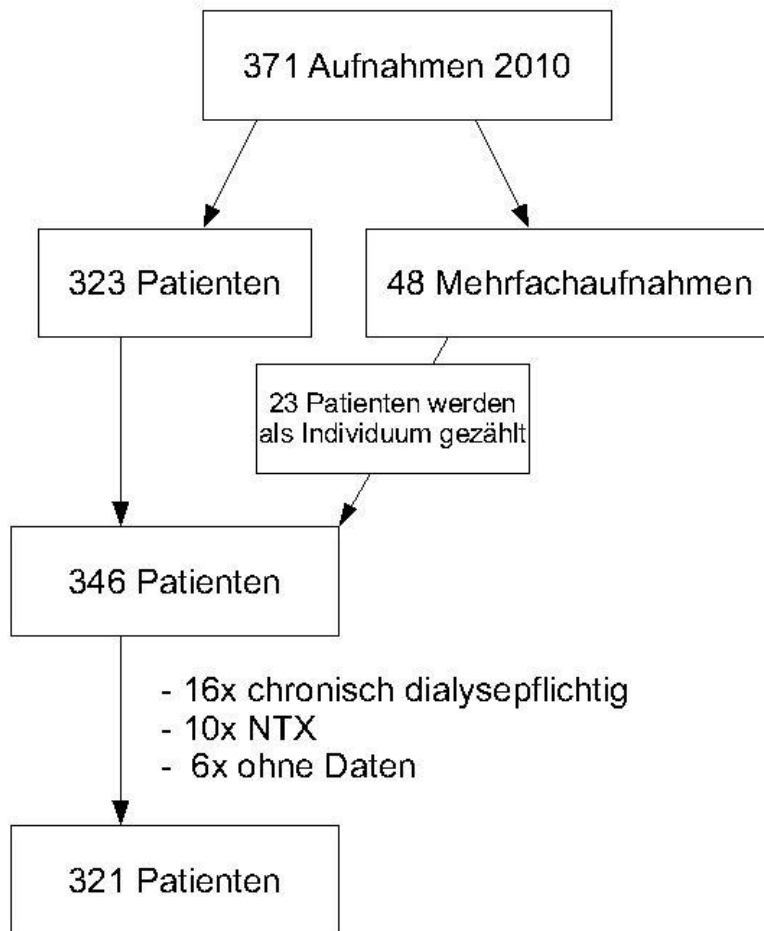 371 Aufnahmen 2010
323 Patienten
48 Mehrfachaufnahmen
23 Patienten werden
als Individuum gezählt
346 Patienten
- 16x chronisch dialysepflichtig
- 10x NTX
- 6x ohne Daten
321 Patienten